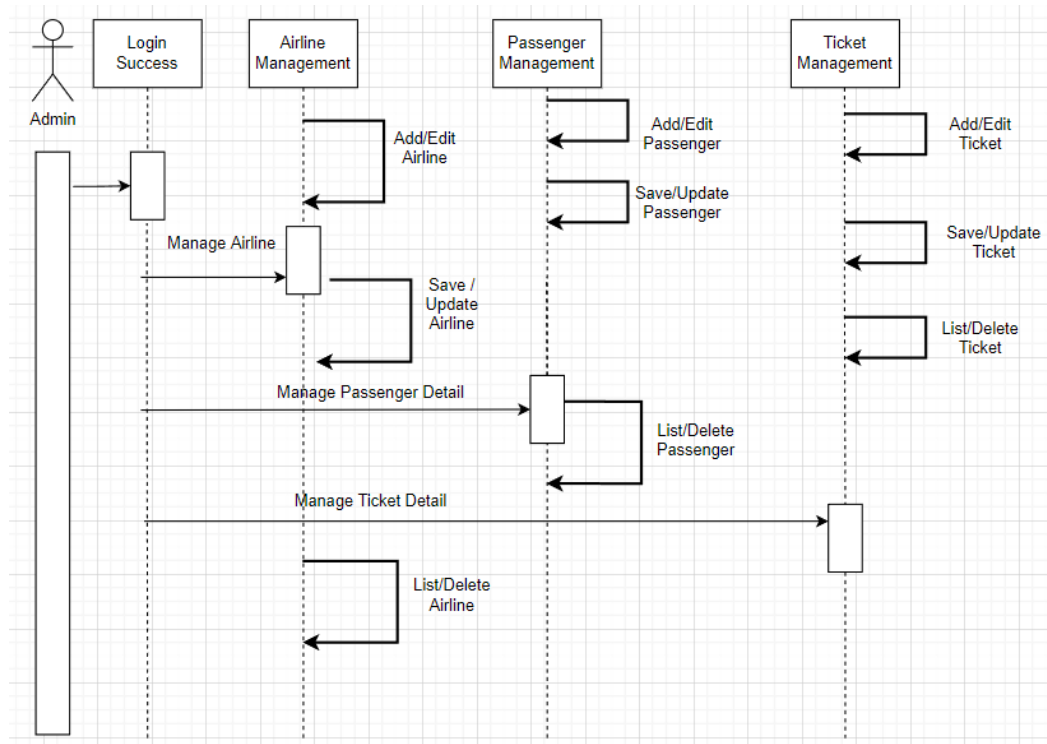 Login
Success
Airline
Management
Passenger
Management
Ticket
Management
Admin
Add/Edit
Airline
Add/Edit
Passenger
Add/Edit
Ticket
Save/Update
Passenger
Manage Airline
Save/Update
Ticket
Save /
Update
Airline
List/Delete
Ticket
Manage Passenger Detail
List/Delete
Passenger
Manage Ticket Detail
List/Delete
Airline